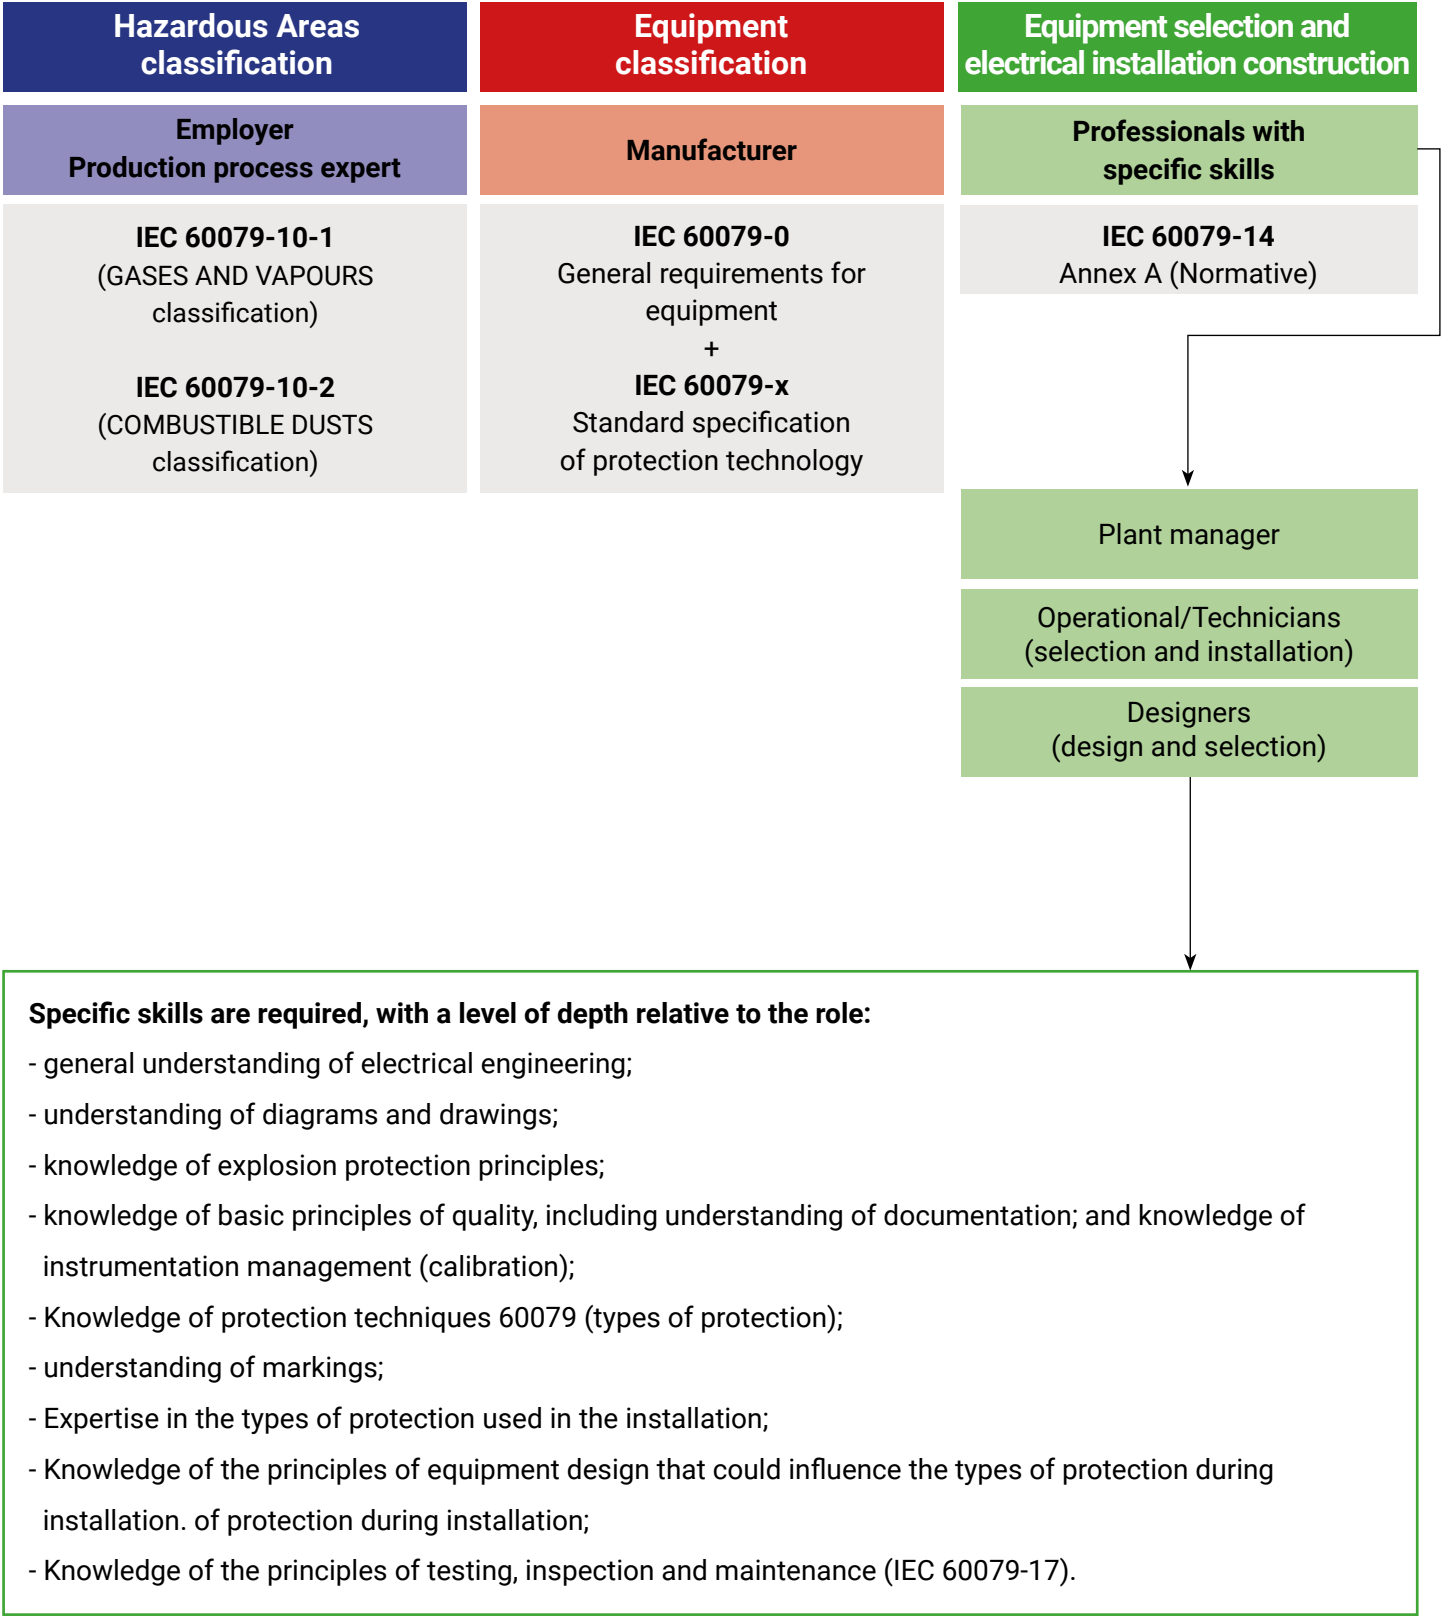 Hazardous Areas
classification
Employer
Production process expert
IEC 60079-10-1
(GASES AND VAPOURS
classification)
IEC 60079-10-2
(COMBUSTIBLE DUSTS
classification)
Equipment
classification
Manufacturer
IEC 60079-0
General requirements for
equipment
+
IEC 60079-x
Standard specification
of protection technology
Equipment selection and
electrical installation construction
Professionals with
specific skills
IEC 60079-14
Annex A (Normative)
Plant manager
Operational/Technicians
(selection and installation)
Designers
(design and selection)
Specific skills are required, with a level of depth relative to the role:
- general understanding of electrical engineering;
- understanding of diagrams and drawings;
- knowledge of explosion protection principles;
- knowledge of basic principles of quality, including understanding of documentation; and knowledge of
instrumentation management (calibration);
- Knowledge of protection techniques 60079 (types of protection);
- understanding of markings;
- Expertise in the types of protection used in the installation;
- Knowledge of the principles of equipment design that could influence the types of protection during
installation. of protection during installation;
- Knowledge of the principles of testing, inspection and maintenance (IEC 60079-17).